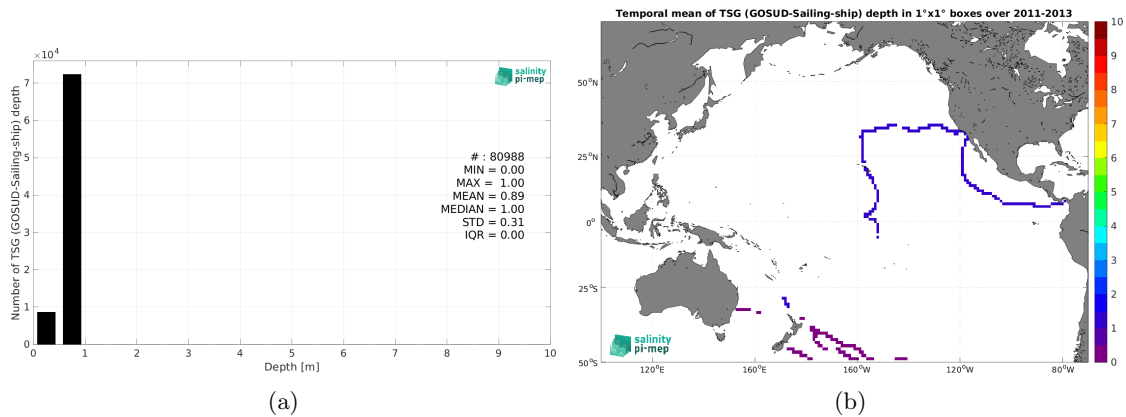 ×10⁴
7
6
5
4
3
2
1
0
Number of TSG (GOSUD-Sailing-ship) depth
0 1 2 3 4 5 6 7 8 9 10
Depth [m]
salinity
pi-mep
# : 80988
MIN = 0.00
MAX = 1.00
MEAN = 0.89
MEDIAN = 1.00
STD = 0.31
IQR = 0.00
(a)
Temporal mean of TSG (GOSUD-Sailing-ship) depth in 1°x1° boxes over 2011-2013
50°N
25°N
0°
25°S
50°S
120°E 160°E 160°W 120°W 80°W
salinity
pi-mep
10
9
8
7
6
5
4
3
2
1
0
(b)